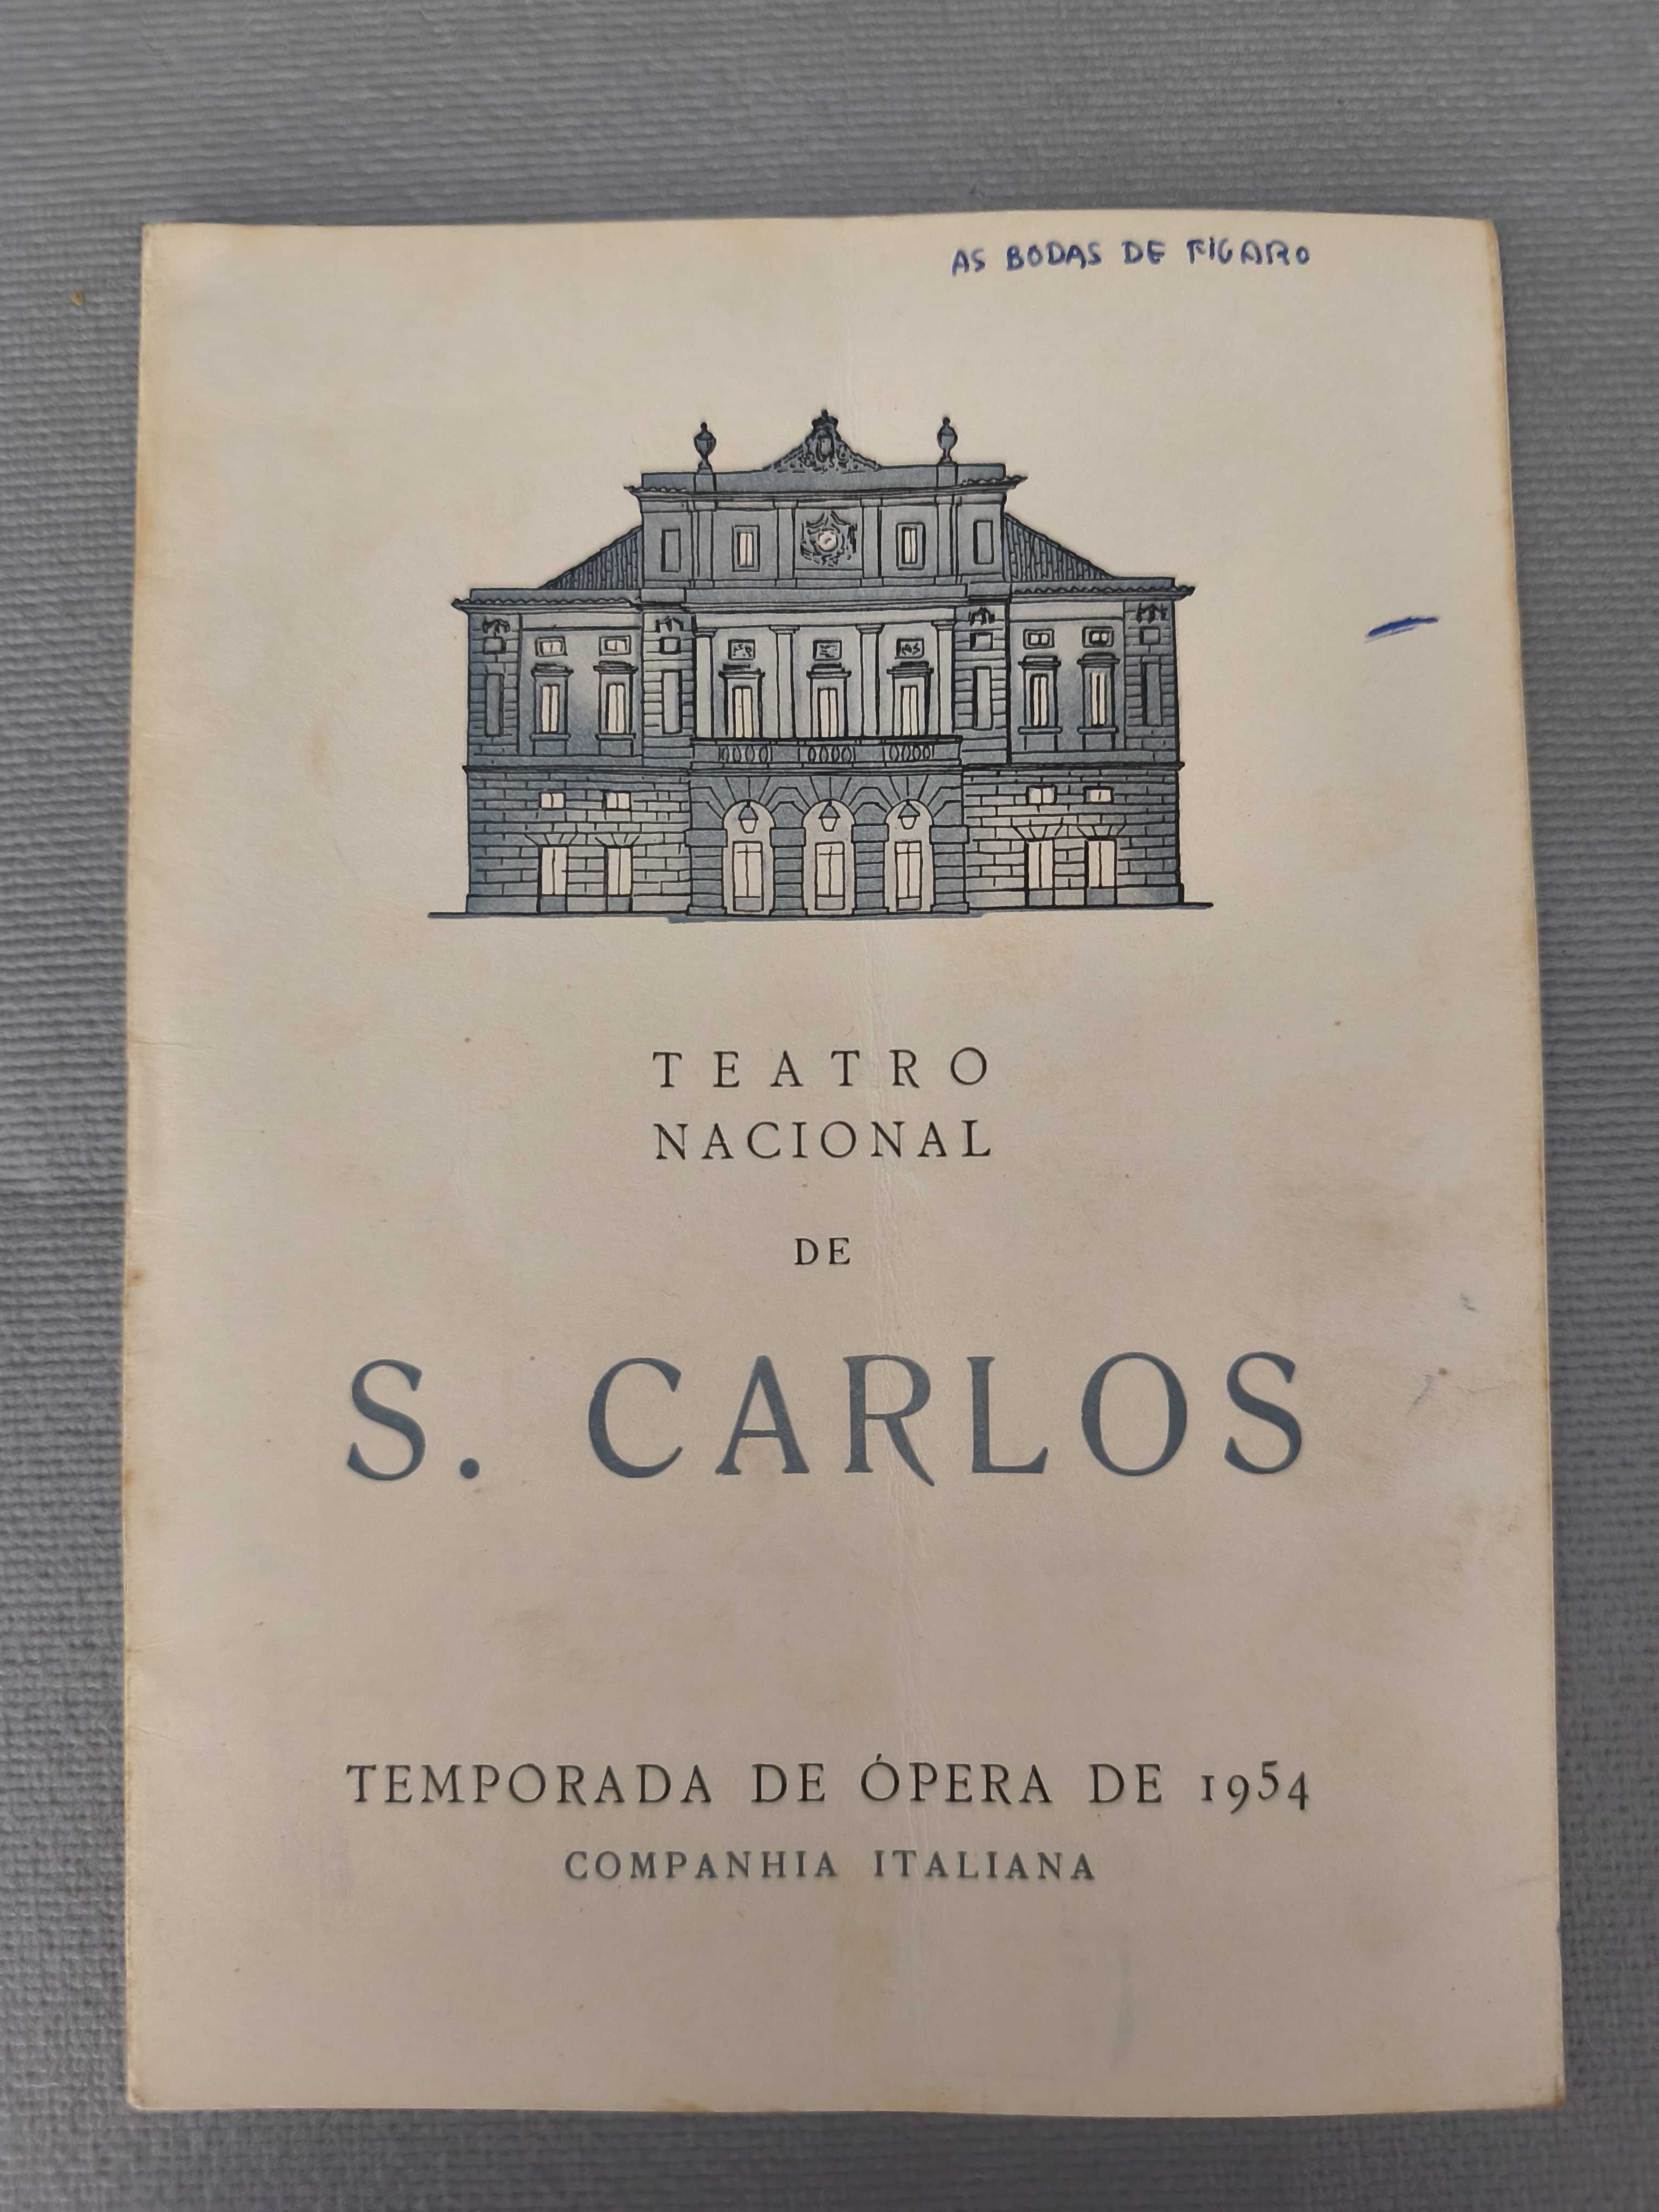 AS BODAS DE FIGARO
TEATRO
NACIONAL
DE
S. CARLOS
TEMPORADA DE ÓPERA DE 1954
COMPANHIA ITALIANA